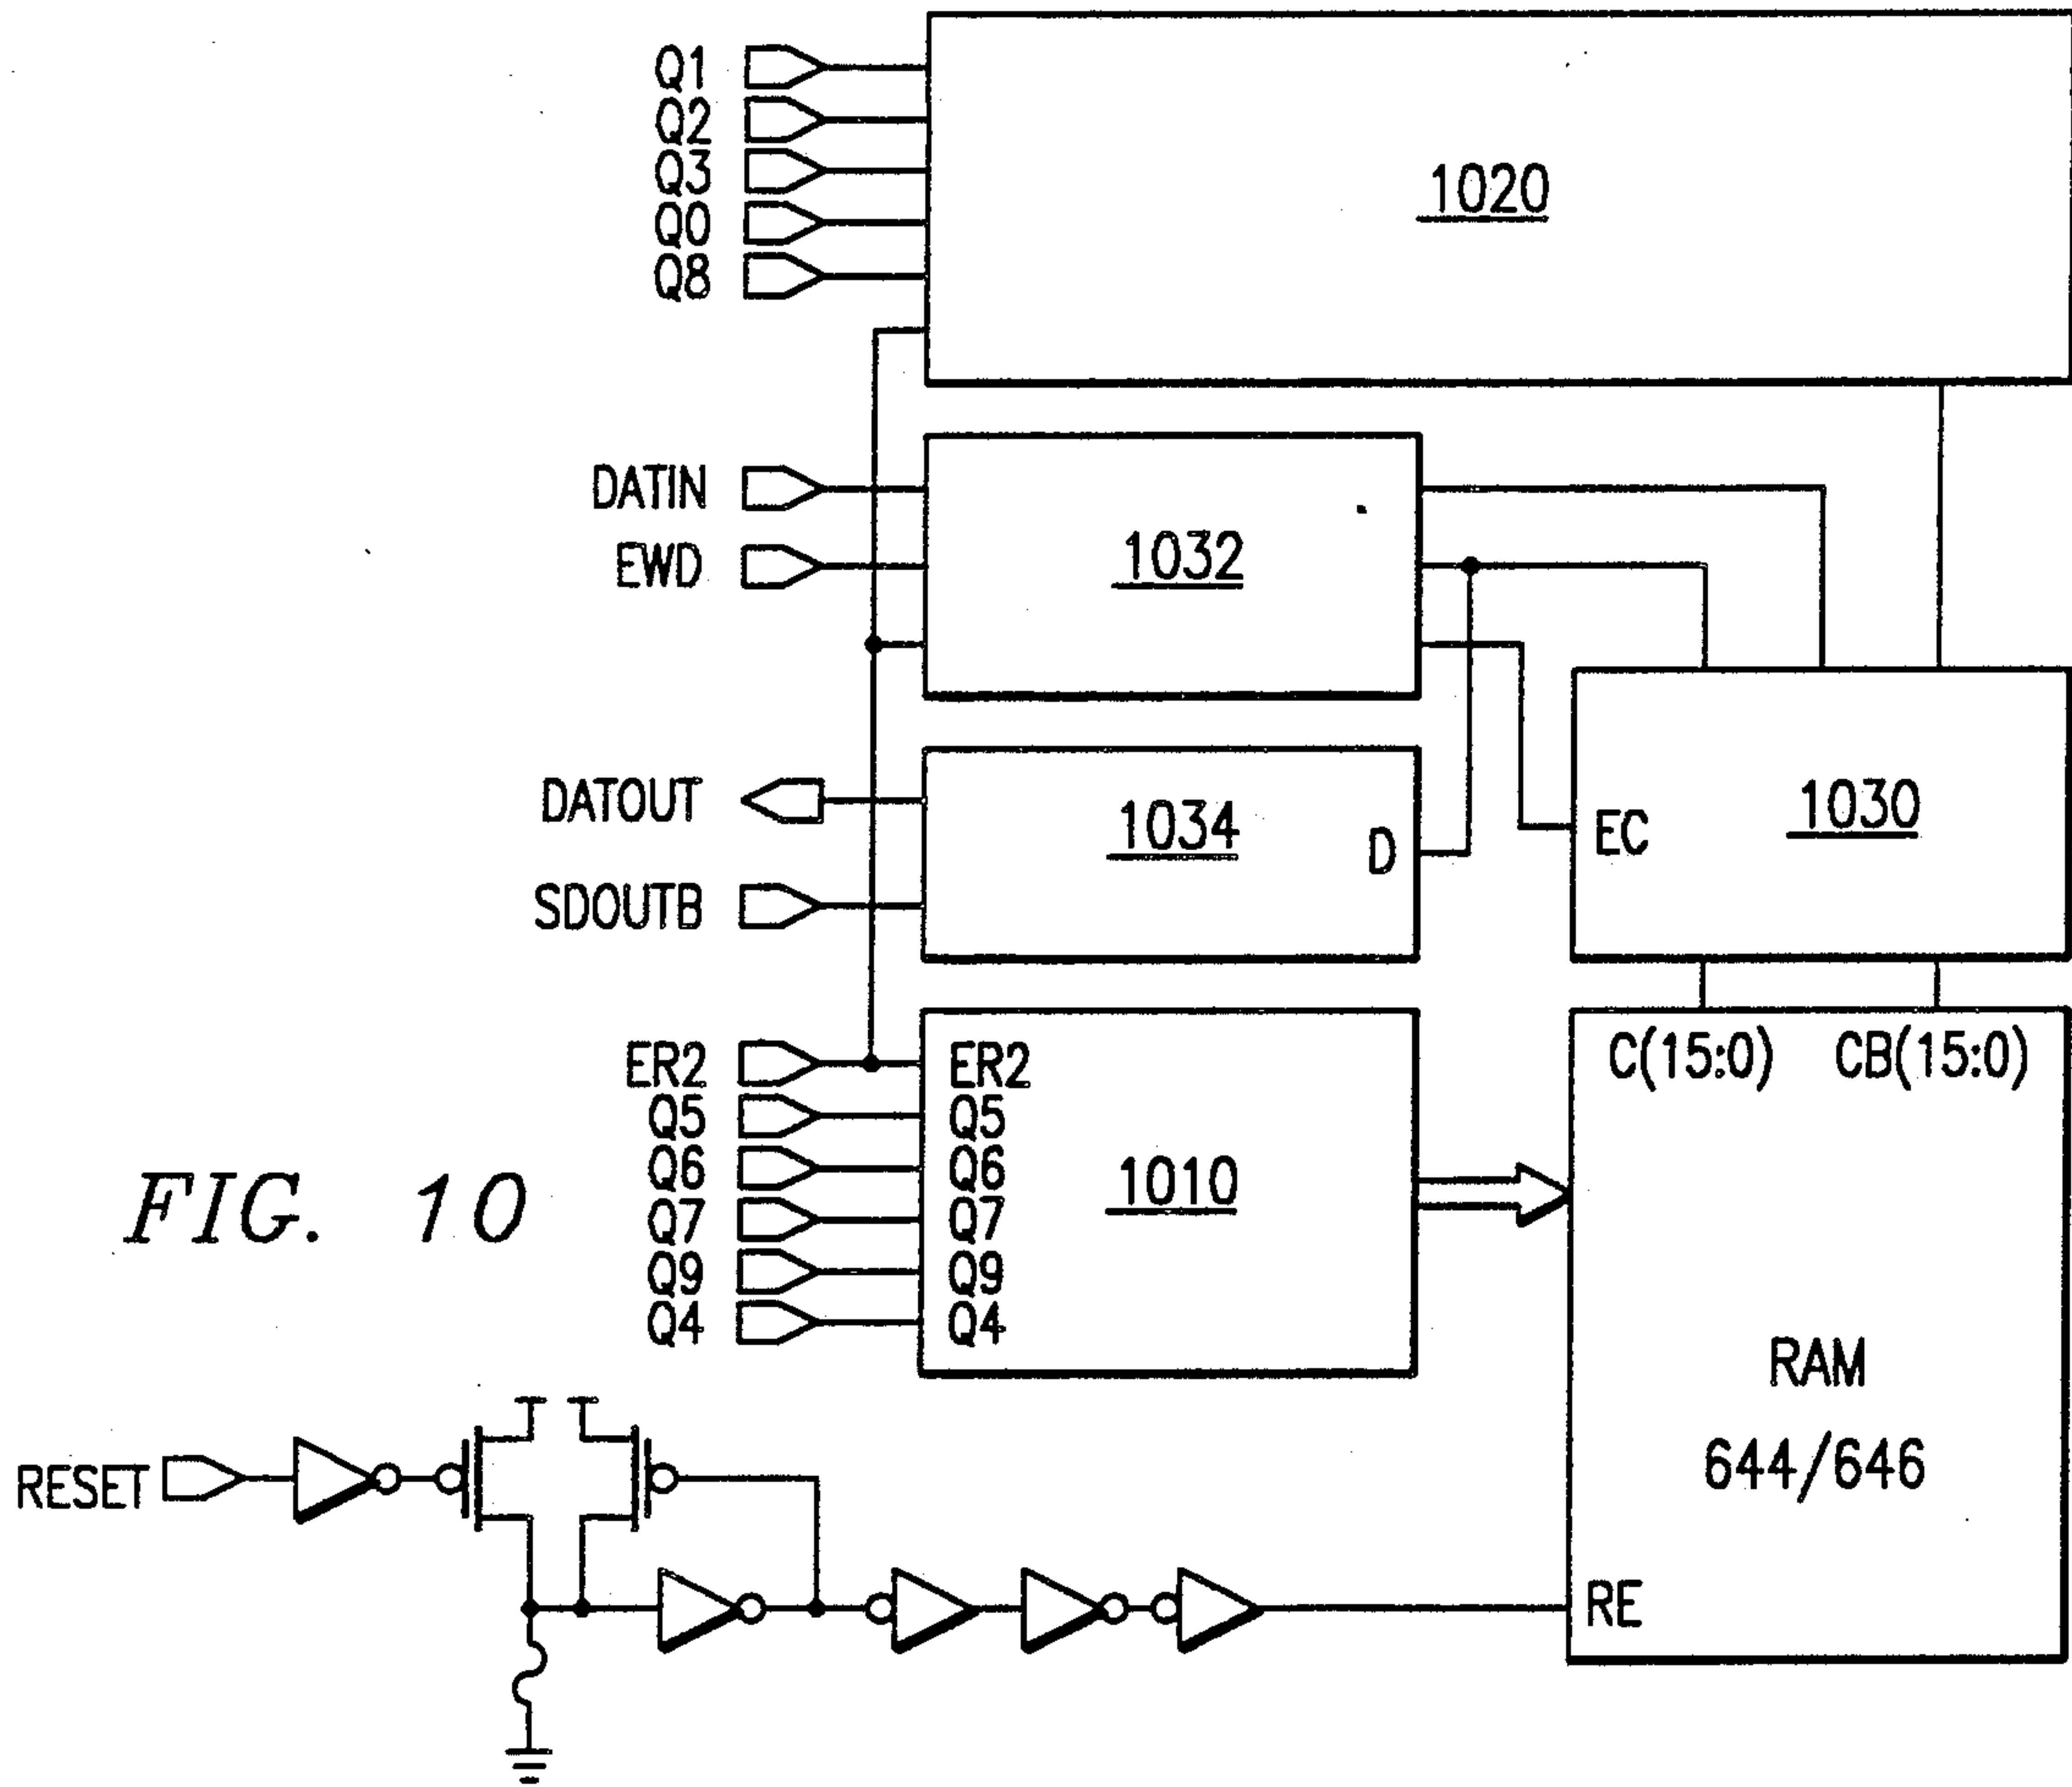 Q1
Q2
Q3
Q0
Q8
1020
DATIN
EWD
1032
DATOUT
SDOUTB
1034
D
EC
1030
ER2
Q5
Q6
Q7
Q9
Q4
ER2
Q5
Q6
Q7
Q9
Q4
1010
C(15:0) CB(15:0)
RAM
644/646
RE
FIG. 10
RESET